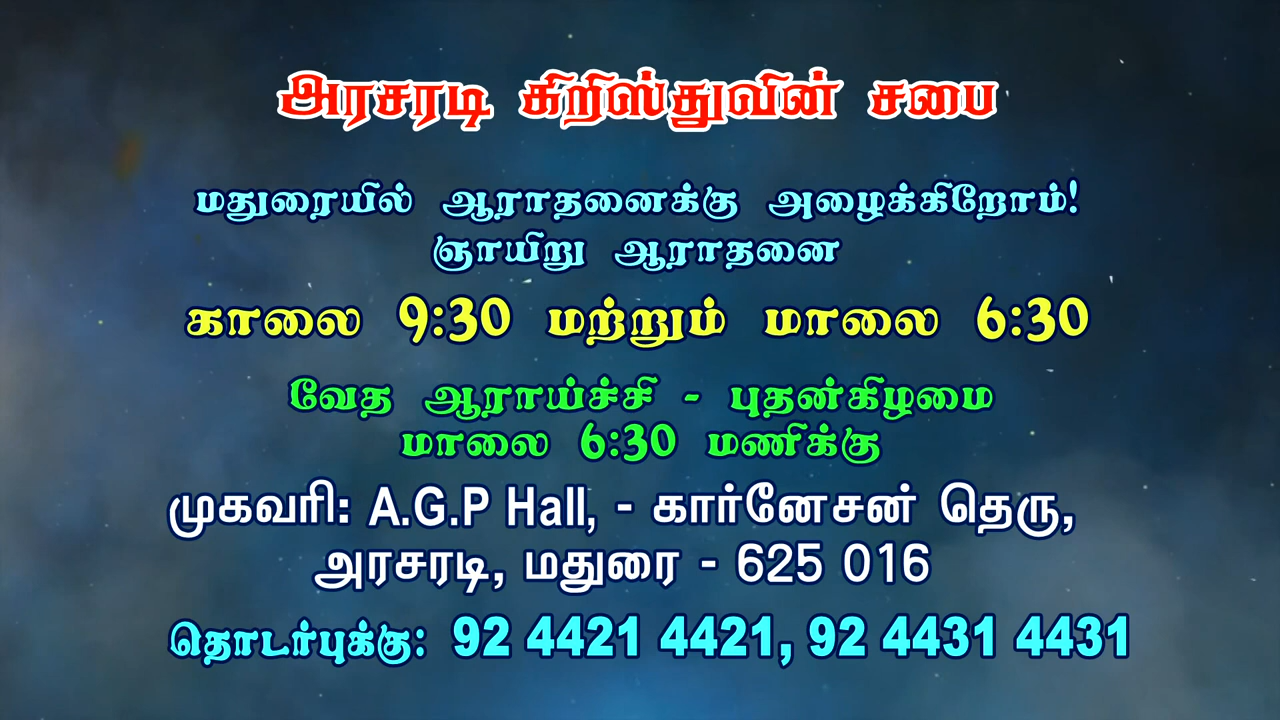 அரசரடி கிறிஸ்துவின் சபை
மதுரையில் ஆராதனைக்கு அழைக்கிறோம்!
ஞாயிறு ஆராதனை
காலை 9:30 மற்றும் மாலை 6:30
வேத ஆராய்ச்சி - புதன்கிழமை
மாலை 6:30 மணிக்கு
முகவரி: A.G.P Hall, - கார்னேசன் தெரு,
அரசரடி, மதுரை - 625 016
தொடர்புக்கு: 92 4421 4421, 92 4431 4431